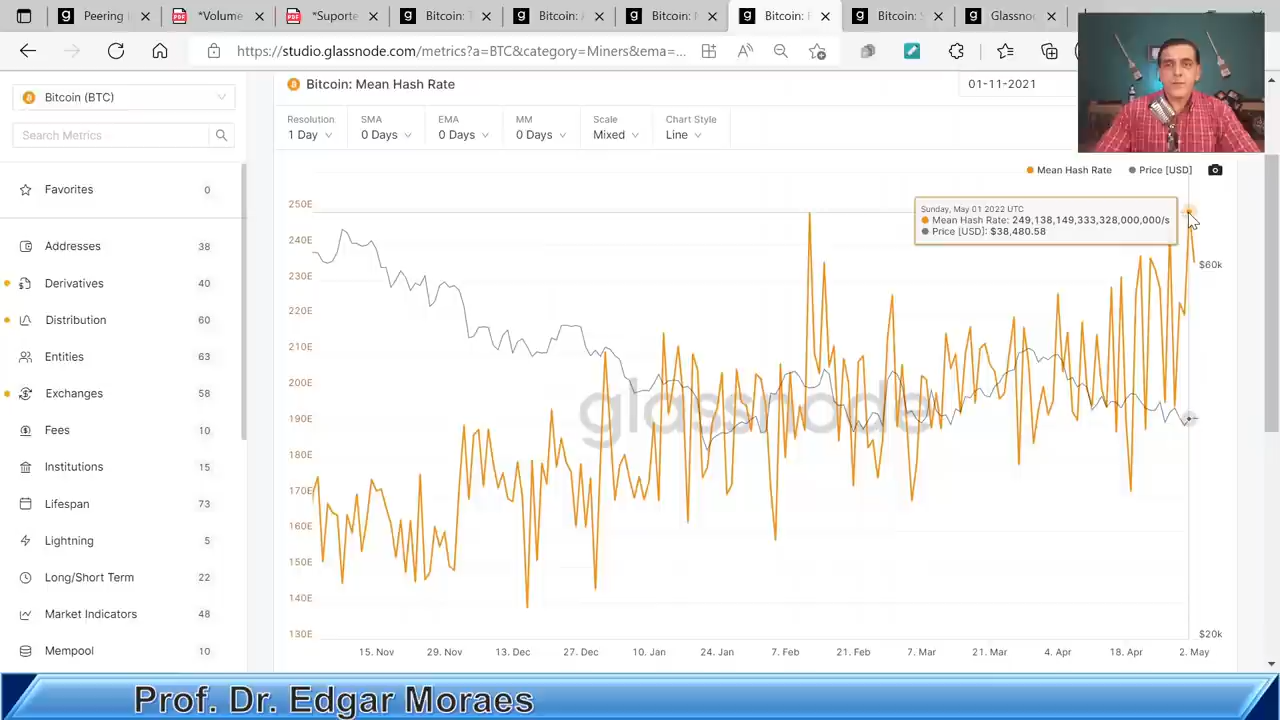 *Volume
*Suporte
Bitcoin:
Bitcoin:
Bitcoin:
Bitcoin:
Bitcoin:
Glassno
https://studio.glassnode.com/metrics?a=BTC&category=Miners&ema=...
Bitcoin (BTC)
Bitcoin: Mean Hash Rate
01-11-2021
Search Metrics
Resolution
1 Day
SMA
0 Days
EMA
0 Days
MM
0 Days
Scale
Mixed
Chart Style
Line
Favorites 0
Addresses 38
Derivatives 40
Distribution 60
Entities 63
Exchanges 58
Fees 10
Institutions 15
Lifespan 73
Lightning 5
Long/Short Term 22
Market Indicators 48
Mempool 10
Mean Hash Rate
Price [USD]
Sunday, May 01 2022 UTC
Mean Hash Rate: 249,138,149,333,328,000,000/s
Price [USD]: $38,480.58
250E
240E
230E
220E
210E
200E
190E
180E
170E
160E
150E
140E
130E
$60k
$20k
glassnode
15. Nov 29. Nov 13. Dec 27. Dec 10. Jan 24. Jan 7. Feb 21. Feb 7. Mar 21. Mar 4. Apr 18. Apr 2. May
Prof. Dr. Edgar Moraes